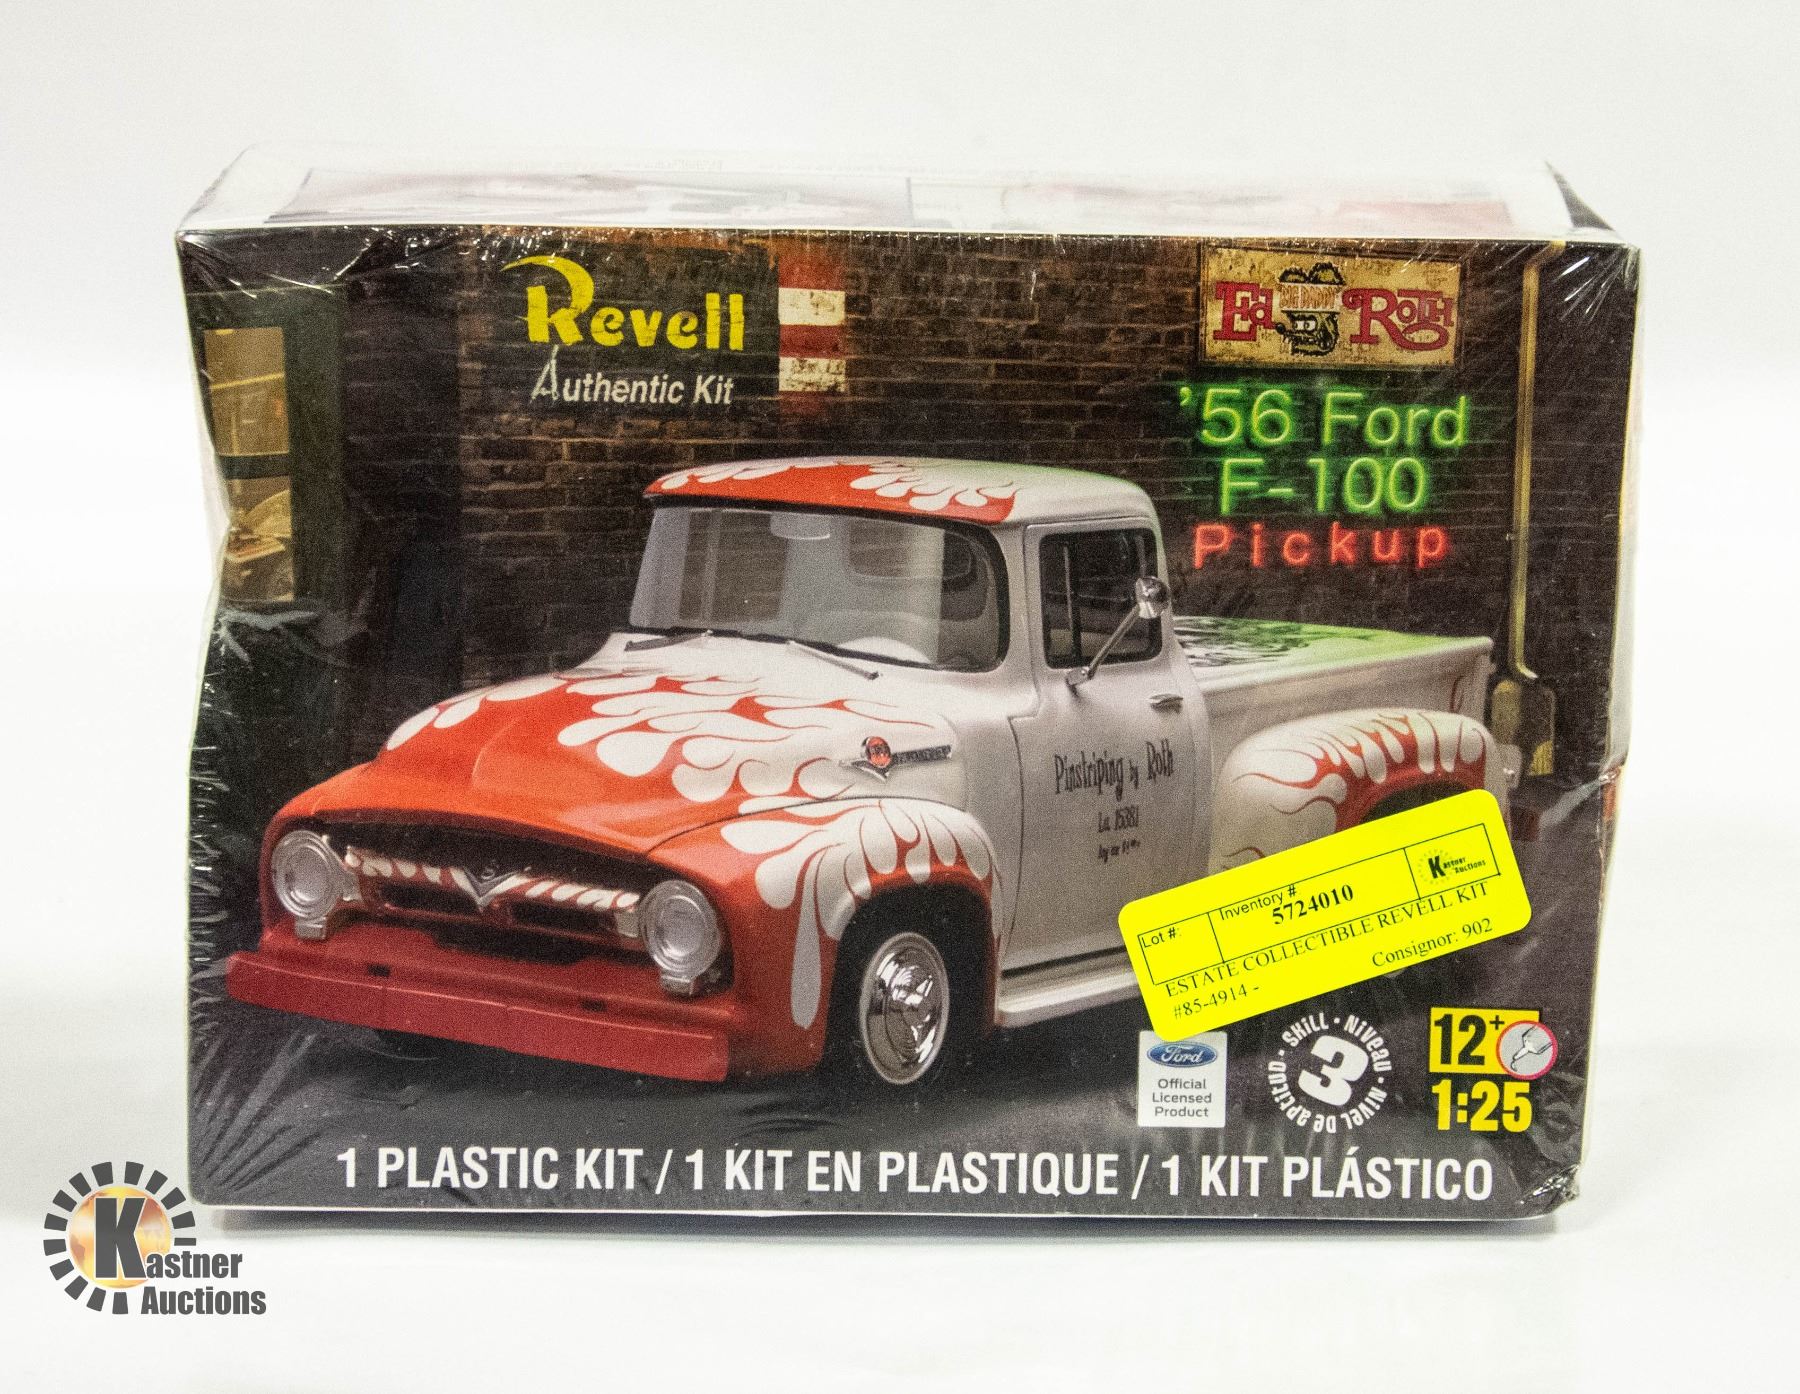 Revell
Authentic Kit
Ed BIG DADDY Roth
'56 Ford
F-100
Pickup
Pinstriping by Roth
Inventory #
5724010
Lot #:
Kastner
Auctions
ESTATE COLLECTIBLE REVELL KIT
#85-4914 -
Consignor: 902
Ford
Official
Licensed
Product
SKILL • NIVEAU • NIVEL DE APTITUD •
3
12+
1:25
1 PLASTIC KIT / 1 KIT EN PLASTIQUE / 1 KIT PLÁSTICO
Kastner
Auctions